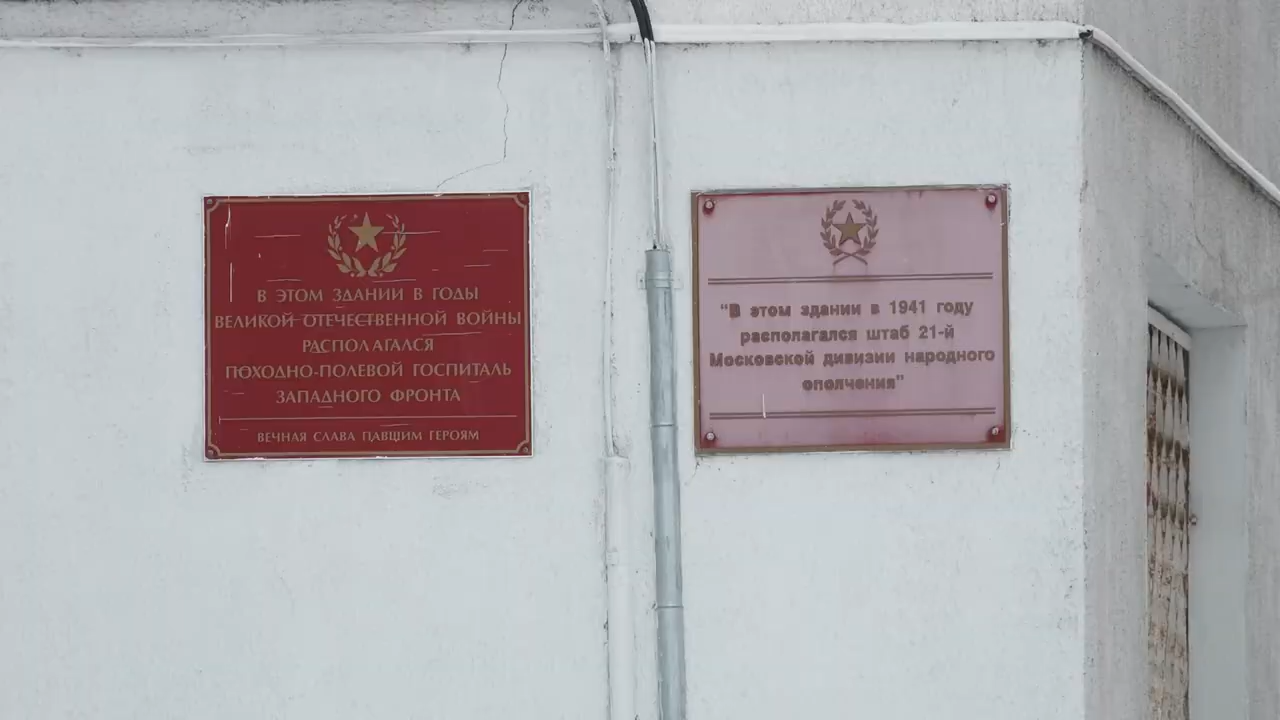 В ЭТОМ ЗДАНИИ В ГОДЫ
ВЕЛИКОЙ ОТЕЧЕСТВЕННОЙ ВОЙНЫ
РАСПОЛАГАЛСЯ
ПОХОДНО-ПОЛЕВОЙ ГОСПИТАЛЬ
ЗАПАДНОГО ФРОНТА
ВЕЧНАЯ СЛАВА ПАВШИМ ГЕРОЯМ
"В этом здании в 1941 году
располагался штаб 21-й
Московской дивизии народного
ополчения"